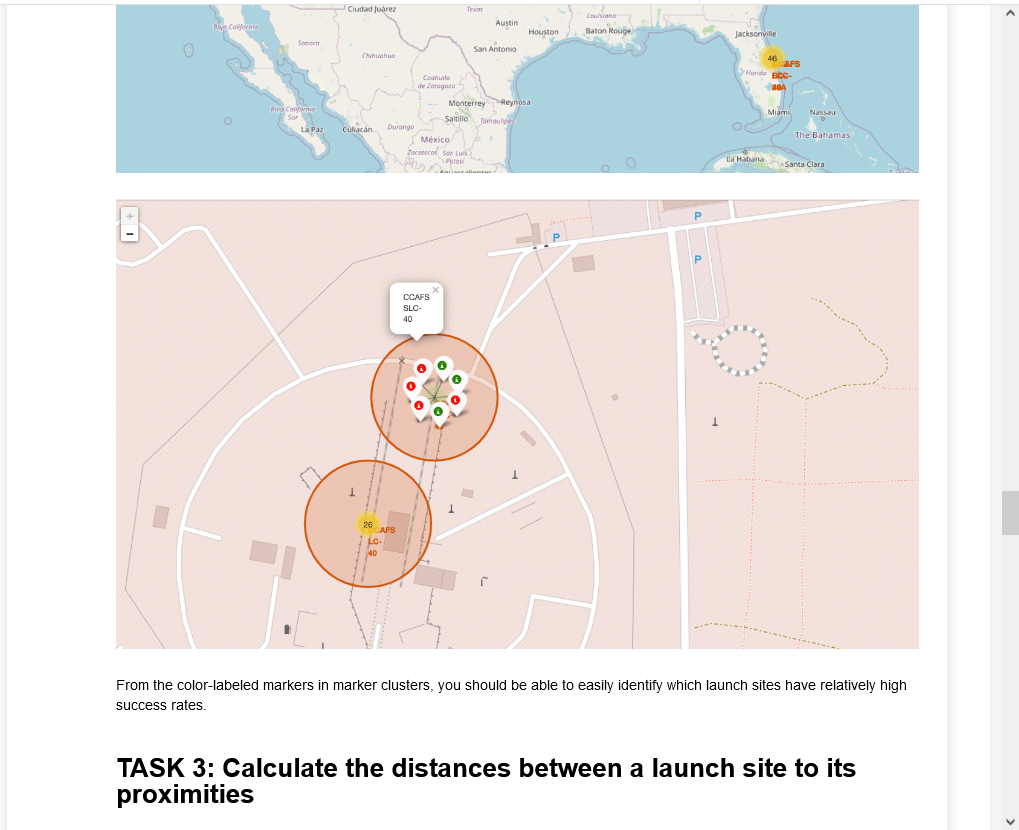 Ciudad Juárez
Texas
Louisiana
Austin
Houston
Baton Rouge
Jacksonville
Baja California
Sonora
San Antonio
Chihuahua
46
Florida
Coahuila
de Zaragoza
Monterrey
Reynosa
Miami
Nassau
Baja California
Sur
Saltillo
Tamaulipas
La Paz
Culiacán
Durango
México
The Bahamas
Zacatecas
San Luis
Potosí
La Habana
Santa Clara
Aguascalientes
+
−
P
P
P
×
CCAFS
SLC-
40
26
CAFS
LC-
40
From the color-labeled markers in marker clusters, you should be able to easily identify which launch sites have relatively high
success rates.
TASK 3: Calculate the distances between a launch site to its
proximities